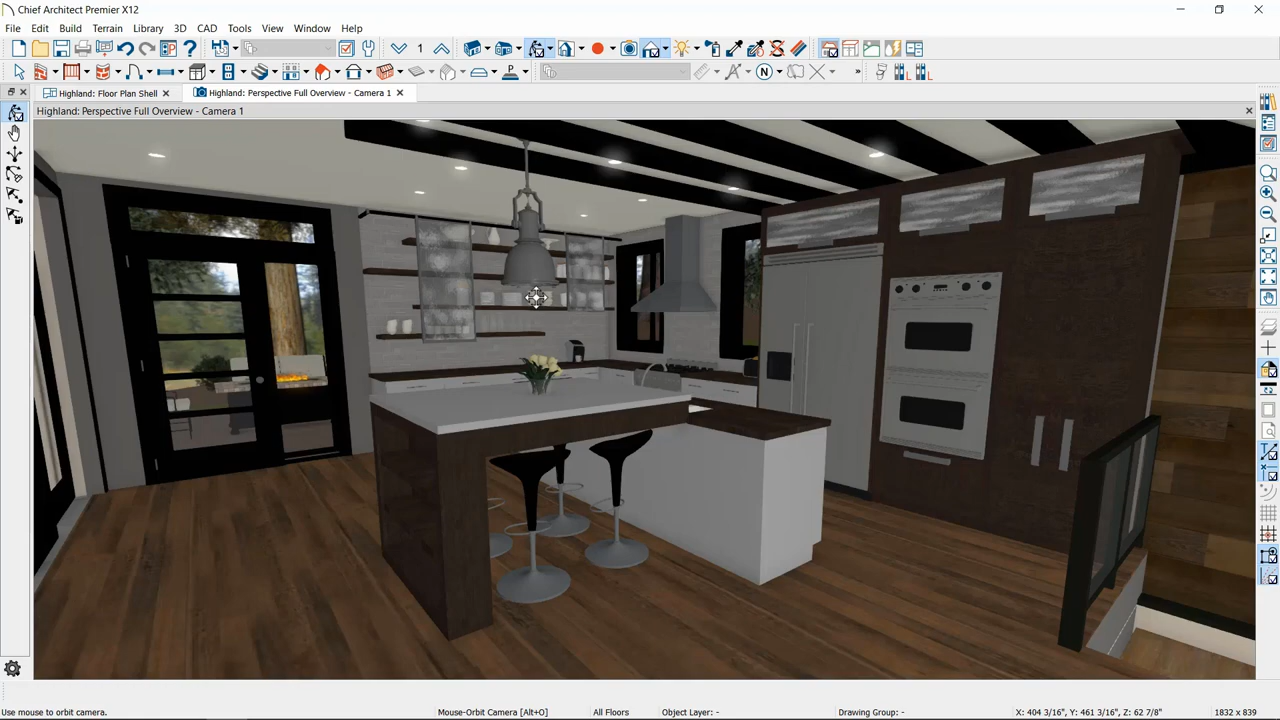 Chief Architect Premier X12
File Edit Build Terrain Library 3D CAD Tools View Window Help
1
Highland: Floor Plan Shell
Highland: Perspective Full Overview - Camera 1
Highland: Perspective Full Overview - Camera 1
Use mouse to orbit camera.
Mouse-Orbit Camera [Alt+O]
All Floors
Object Layer: -
Drawing Group: -
X: 404 3/16", Y: 461 3/16", Z: 62 7/8"
1832 x 839